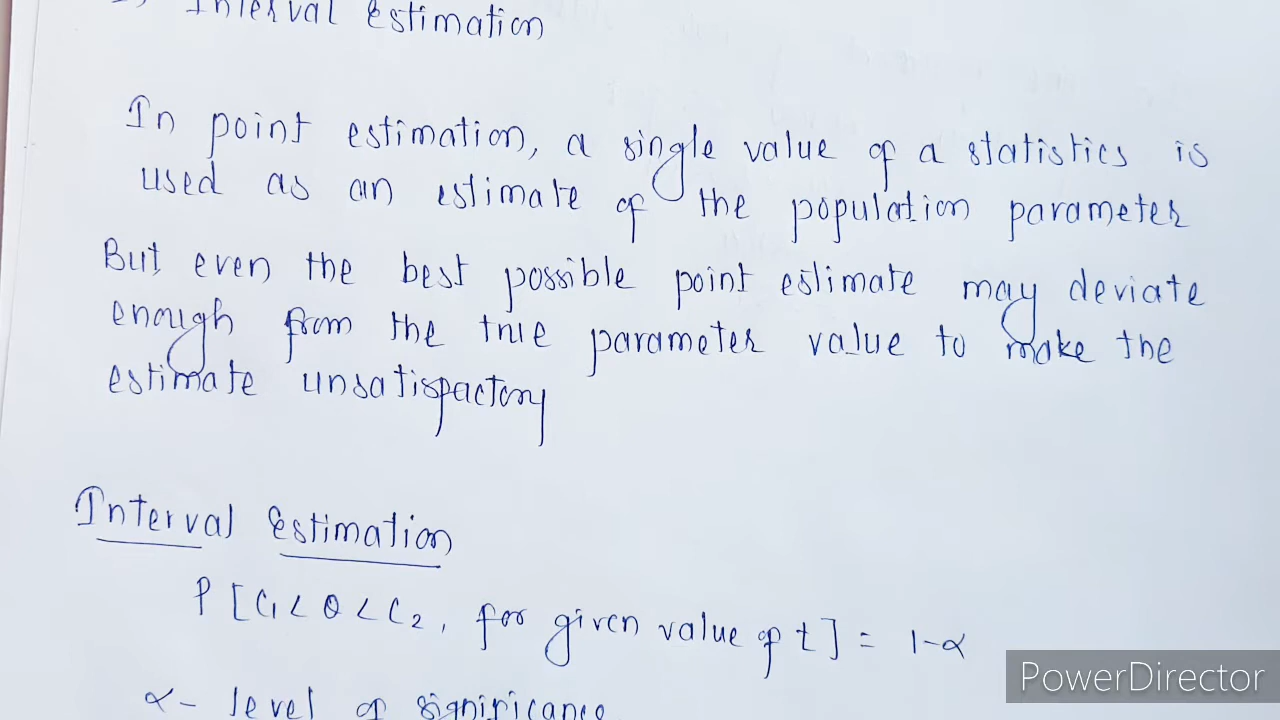 Interval estimation
In point estimation, a single value of a statistics is
used as an estimate of the population parameter
But even the best possible point estimate may deviate
enough from the true parameter value to make the
estimate unsatisfactory
Interval Estimation
P [C₁ < θ < C₂, for given value of t] = 1-α
α - level of significance
PowerDirector